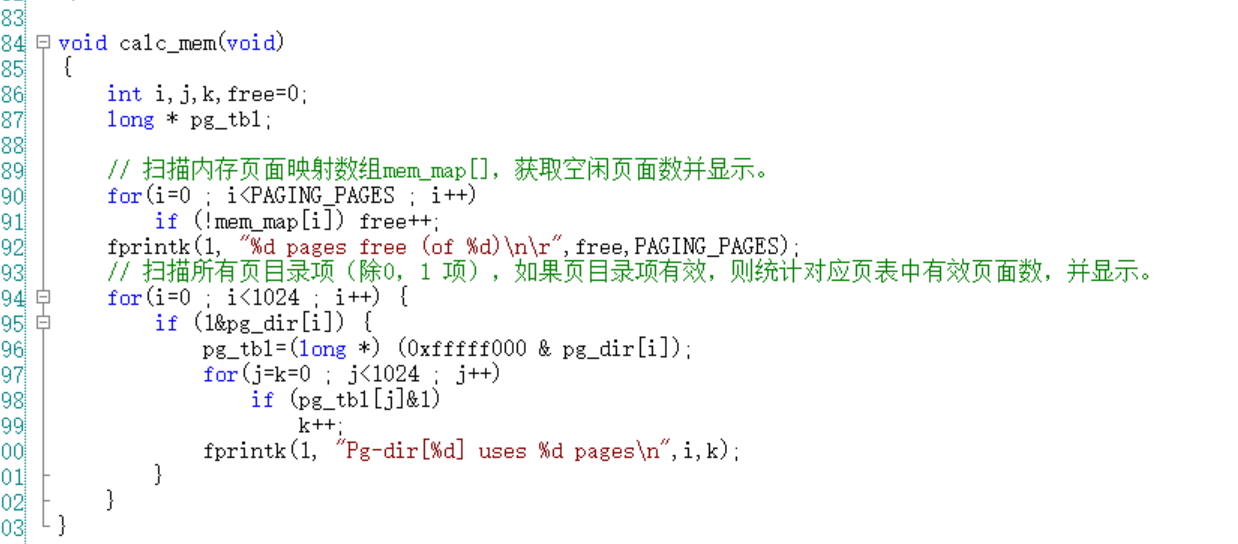 83
84 void calc_mem(void)
85 {
86 int i,j,k,free=0;
87 long * pg_tbl;
88
89 // 扫描内存页面映射数组mem_map[]，获取空闲页面数并显示。
90 for(i=0 ; i<PAGING_PAGES ; i++)
91 if (!mem_map[i]) free++;
92 fprintk(1, "%d pages free (of %d)\n\r",free,PAGING_PAGES);
93 // 扫描所有页目录项（除0，1 项），如果页目录项有效，则统计对应页表中有效页面数，并显示。
94 for(i=0 ; i<1024 ; i++) {
95 if (1&pg_dir[i]) {
96 pg_tbl=(long *) (0xfffff000 & pg_dir[i]);
97 for(j=k=0 ; j<1024 ; j++)
98 if (pg_tbl[j]&1)
99 k++;
00 fprintk(1, "Pg-dir[%d] uses %d pages\n",i,k);
01 }
02 }
03 }